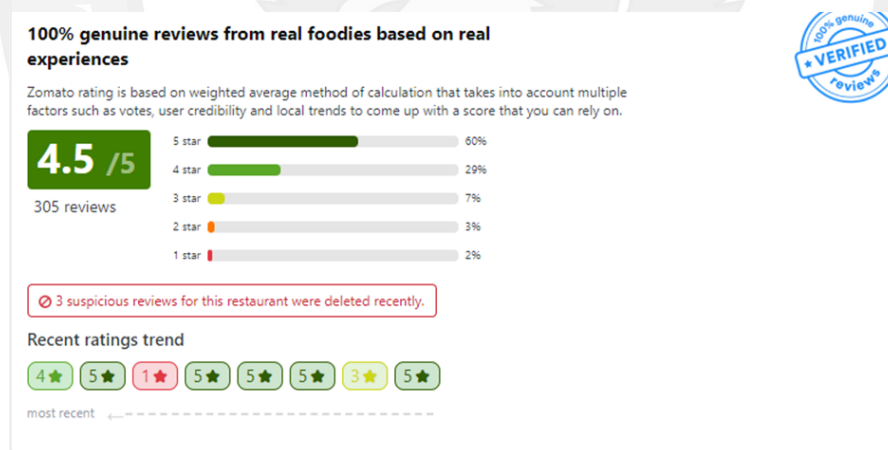 100% genuine reviews from real foodies based on real
experiences
100% genuine
VERIFIED
reviews
Zomato rating is based on weighted average method of calculation that takes into account multiple
factors such as votes, user credibility and local trends to come up with a score that you can rely on.
4.5 /5
305 reviews
5 star 60%
4 star 29%
3 star 7%
2 star 3%
1 star 2%
3 suspicious reviews for this restaurant were deleted recently.
Recent ratings trend
4★ 5★ 1★ 5★ 5★ 5★ 3★ 5★
most recent